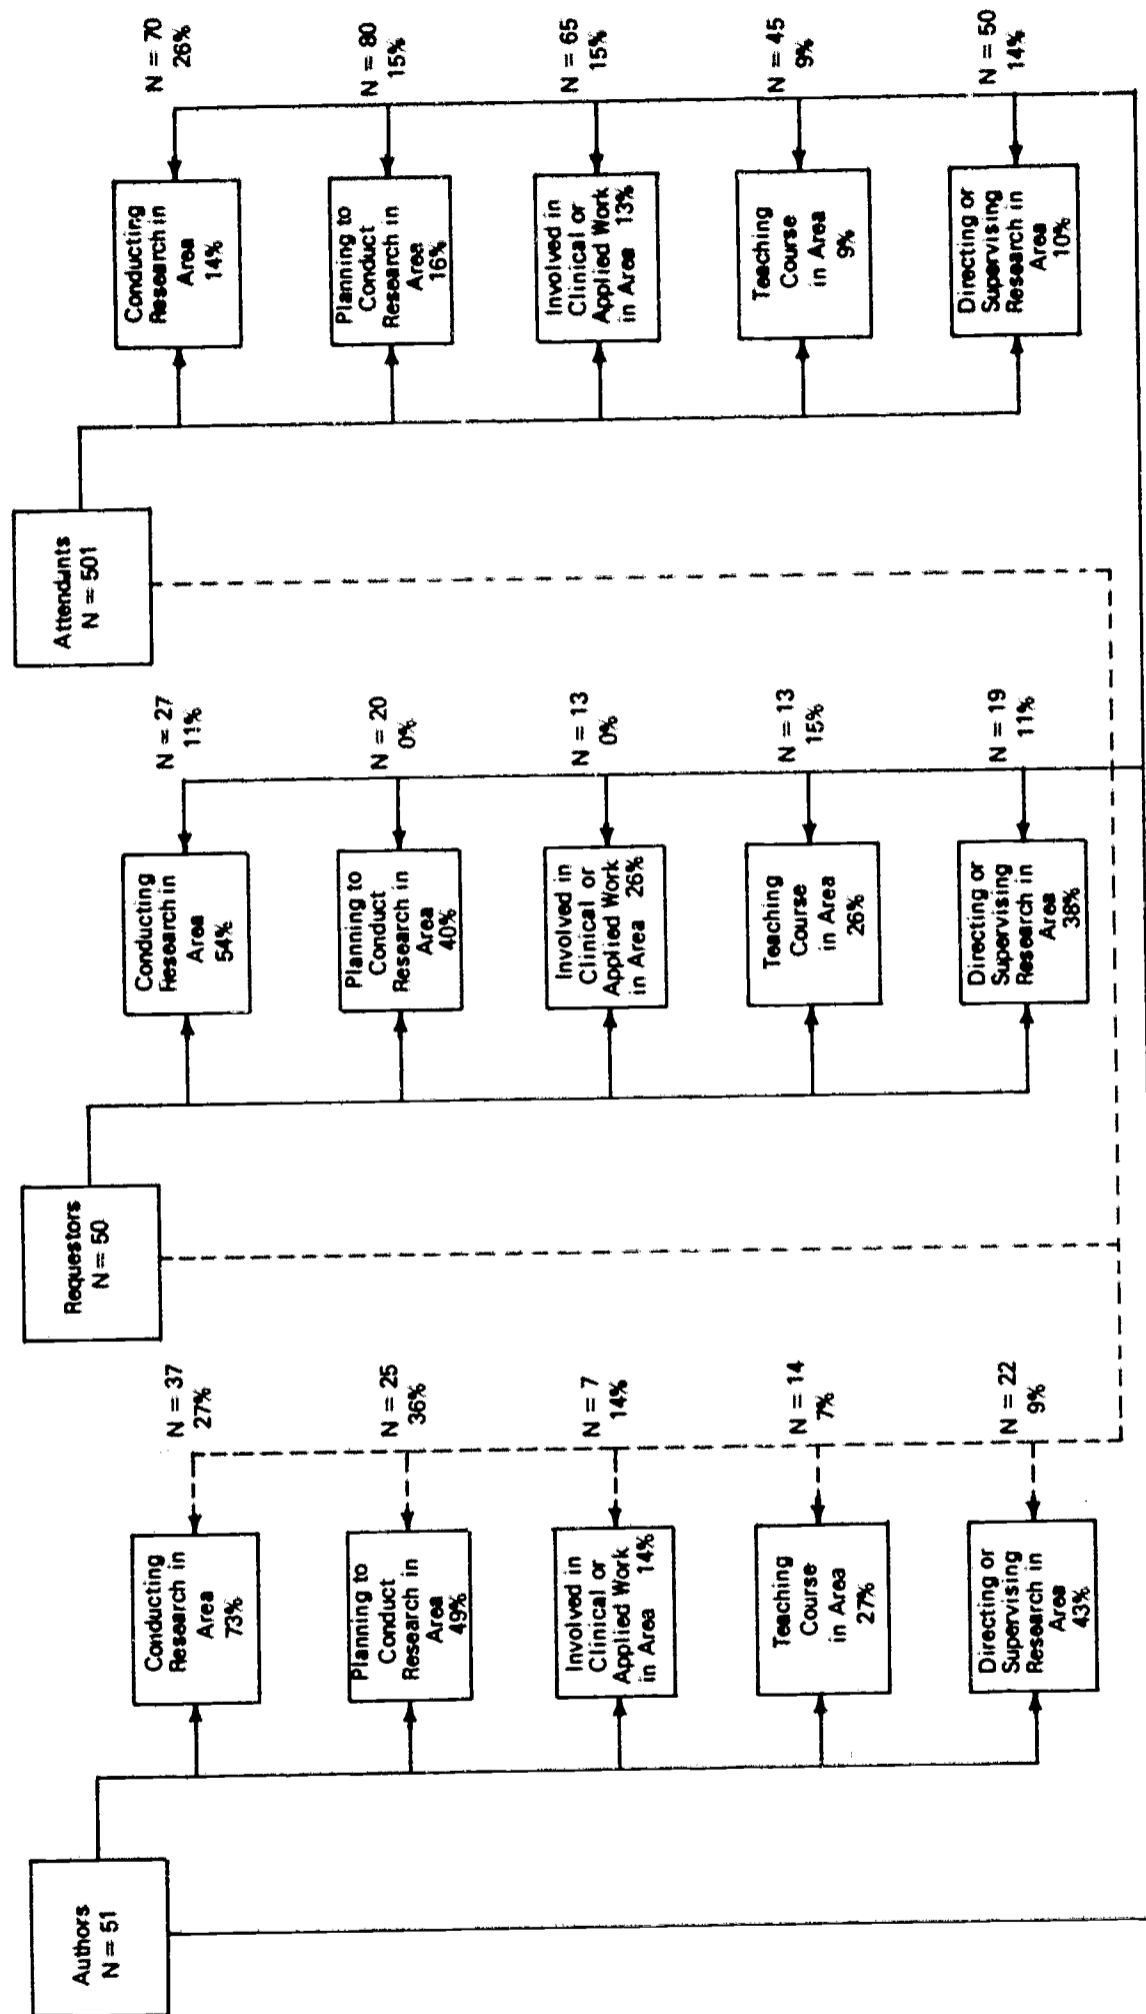 Authors
N = 51
Conducting
Research in
Area
73%
N = 37
27%
Planning to
Conduct
Research in
Area
49%
N = 25
36%
Involved in
Clinical or
Applied Work
in Area 14%
N = 7
14%
Teaching
Course
in Area
27%
N = 14
7%
Directing or
Supervising
Research in
Area
43%
N = 22
9%
Requestors
N = 50
Conducting
Research in
Area
54%
N = 27
11%
Planning to
Conduct
Research in
Area
40%
N = 20
0%
Involved in
Clinical or
Applied Work
in Area 26%
N = 13
0%
Teaching
Course
in Area
26%
N = 13
15%
Directing or
Supervising
Research in
Area
38%
N = 19
11%
Attendants
N = 501
Conducting
Research in
Area
14%
N = 70
26%
Planning to
Conduct
Research in
Area
16%
N = 80
15%
Involved in
Clinical or
Applied Work
in Area 13%
N = 65
15%
Teaching
Course
in Area
9%
N = 45
9%
Directing or
Supervising
Research in
Area
10%
N = 50
14%